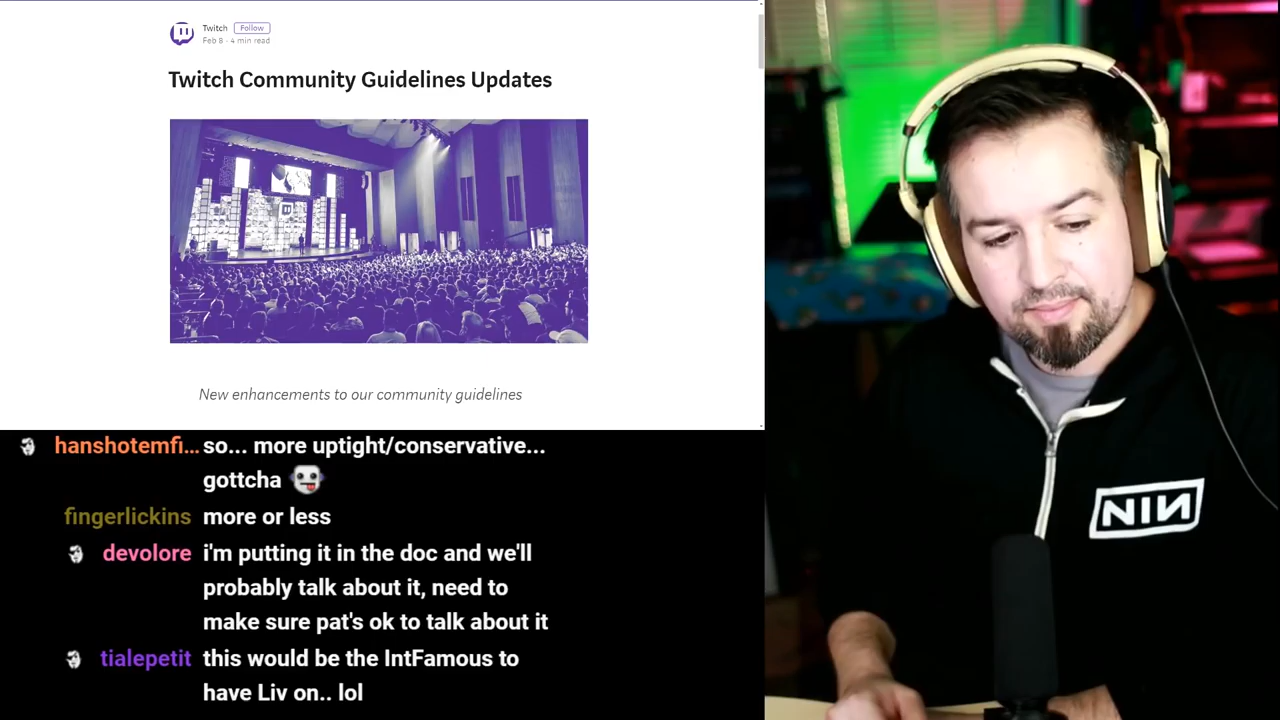 Twitch Follow
Feb 8 · 4 min read
Twitch Community Guidelines Updates
New enhancements to our community guidelines
hanshotemfi... so... more uptight/conservative...
gottcha
fingerlickins more or less
devolore i'm putting it in the doc and we'll
probably talk about it, need to
make sure pat's ok to talk about it
tialepetit this would be the IntFamous to
have Liv on.. lol
NIN